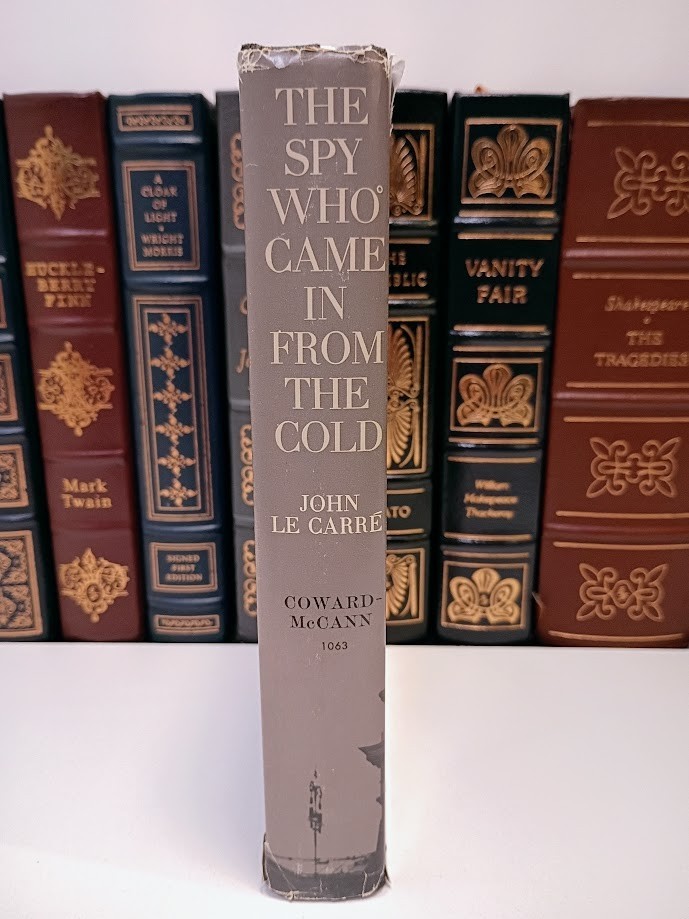 THE
SPY
WHO
CAME
IN
FROM
THE
COLD
JOHN
LE CARRÉ
COWARD-
McCANN
1063
HUCKLE-
BERRY
FINN
Mark
Twain
A
CLOAK
OF
LIGHT
WRIGHT
MORRIS
SIGNED
FIRST
EDITION
VANITY
FAIR
William
Makepeace
Thackeray
Shakespeare
THE
TRAGEDIES